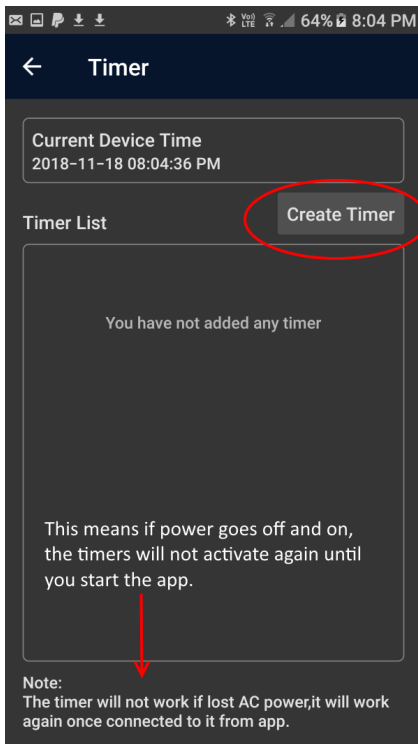 Voo) LTE 64% 8:04 PM
Timer
Current Device Time
2018-11-18 08:04:36 PM
Create Timer
Timer List
You have not added any timer
This means if power goes off and on,
the timers will not activate again until
you start the app.
Note:
The timer will not work if lost AC power,it will work
again once connected to it from app.